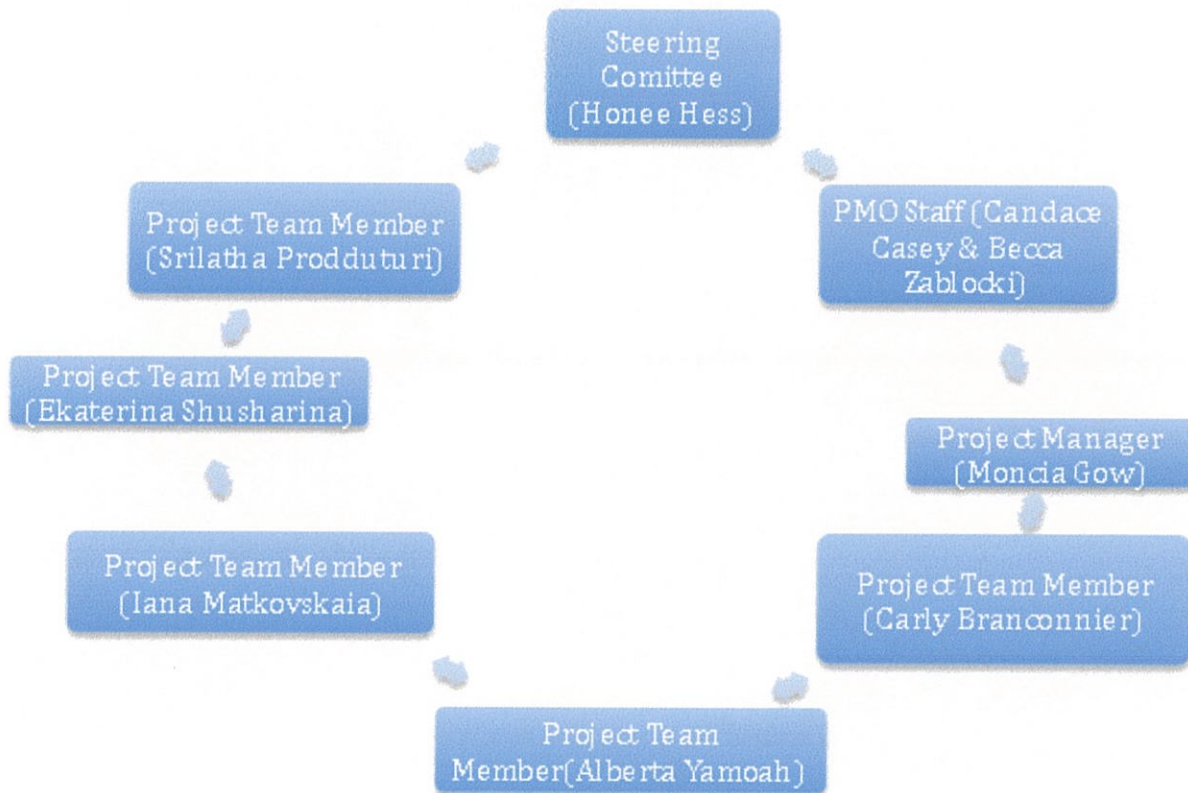 Steering
Comittee
(Honee Hess)
PMO Staff (Candace
Casey & Becca
Zablocki)
Project Manager
(Moncia Gow)
Project Team Member
(Carly Branconnier)
Project Team
Member(Alberta Yamoah)
Project Team Member
(Iana Matkovskaia)
Project Team Member
(Ekaterina Shusharina)
Project Team Member
(Srilatha Prodduturi)